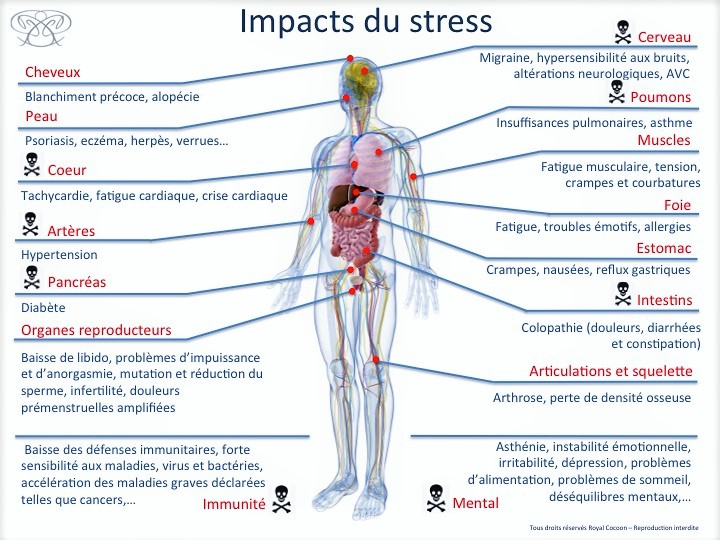 Impacts du stress
Cheveux
Blanchiment précoce, alopécie
Peau
Psoriasis, eczéma, herpès, verrues…
Coeur
Tachycardie, fatigue cardiaque, crise cardiaque
Artères
Hypertension
Pancréas
Diabète
Organes reproducteurs
Baisse de libido, problèmes d’impuissance
et d’anorgasmie, mutation et réduction du
sperme, infertilité, douleurs
prémenstruelles amplifiées
Baisse des défenses immunitaires, forte
sensibilité aux maladies, virus et bactéries,
accélération des maladies graves déclarées
telles que cancers,…
Immunité
Cerveau
Migraine, hypersensibilité aux bruits,
altérations neurologiques, AVC
Poumons
Insuffisances pulmonaires, asthme
Muscles
Fatigue musculaire, tension,
crampes et courbatures
Foie
Fatigue, troubles émotifs, allergies
Estomac
Crampes, nausées, reflux gastriques
Intestins
Colopathie (douleurs, diarrhées
et constipation)
Articulations et squelette
Arthrose, perte de densité osseuse
Asthénie, instabilité émotionnelle,
irritabilité, dépression, problèmes
d’alimentation, problèmes de sommeil,
déséquilibres mentaux,…
Mental
Tous droits réservés Royal Cocoon – Reproduction interdite